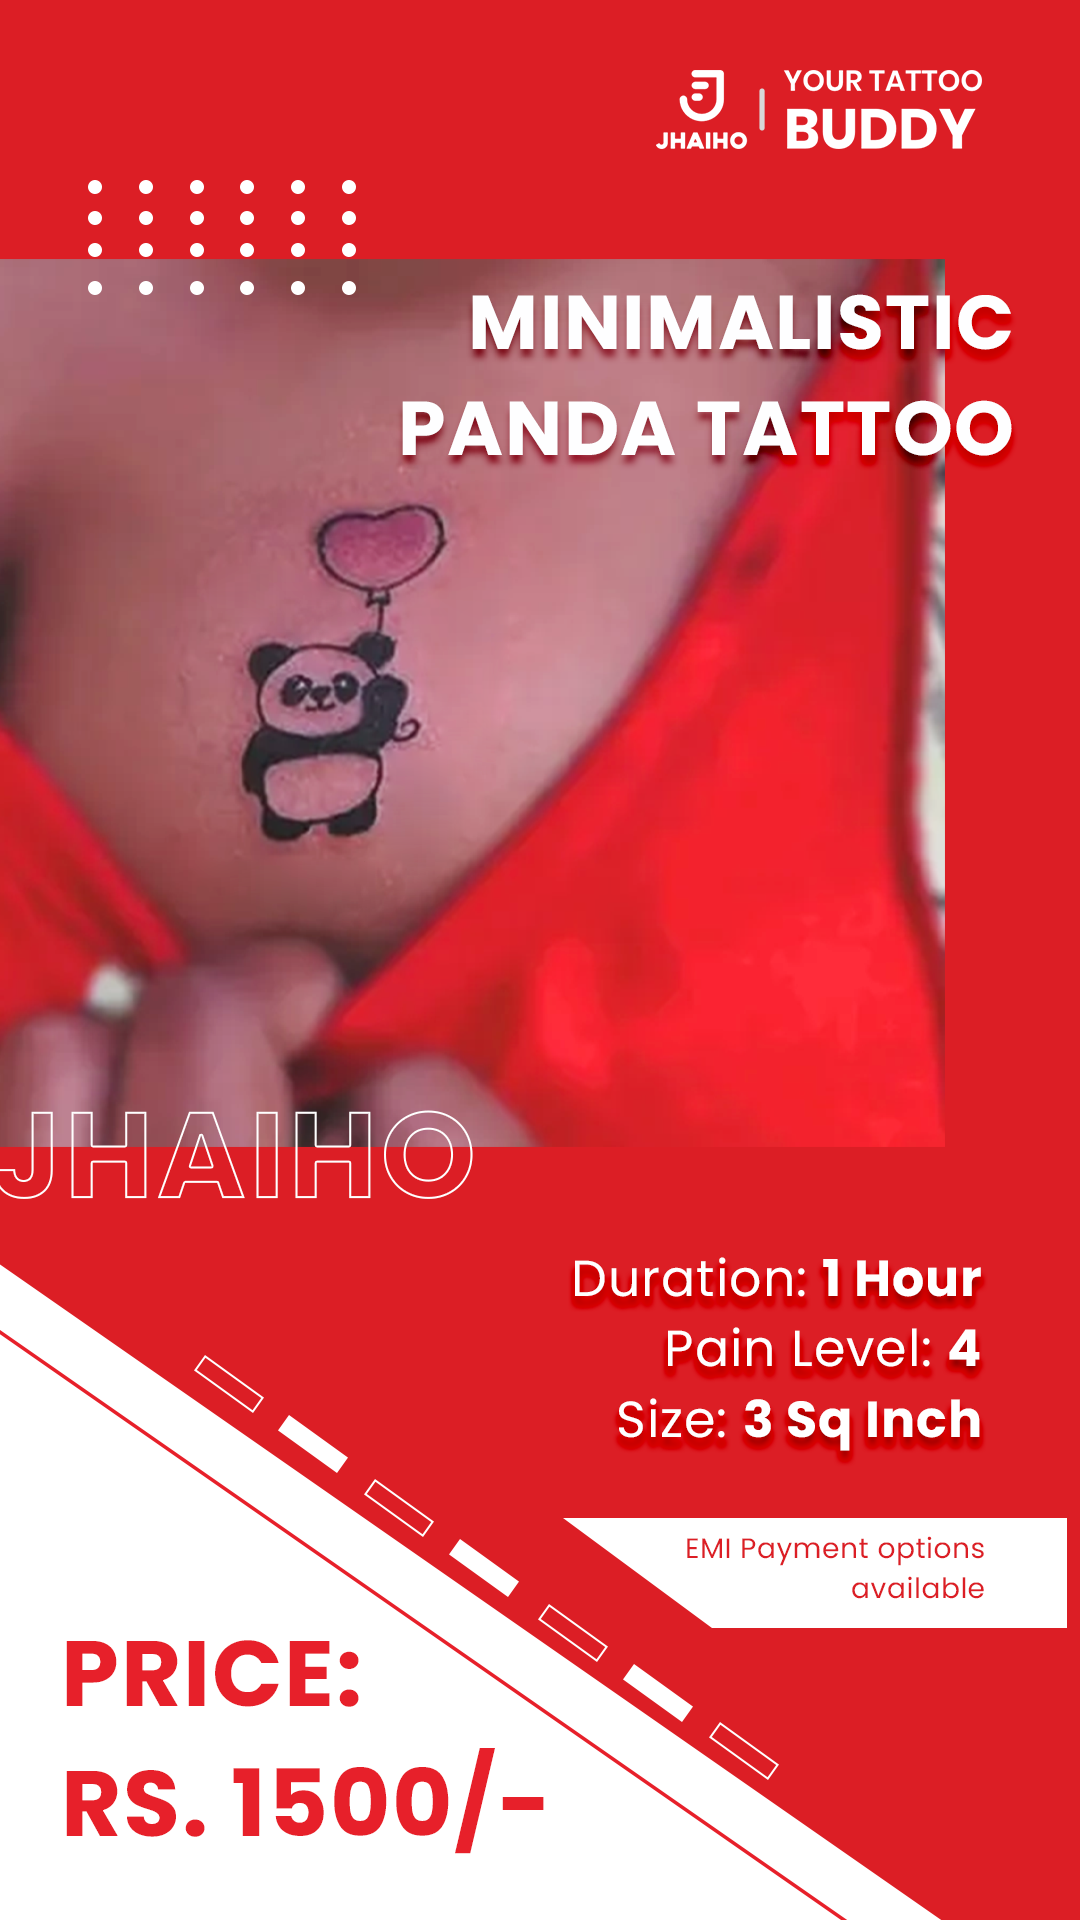 JHAIHO
YOUR TATTOO
BUDDY
MINIMALISTIC
PANDA TATTOO
JHAIHO
Duration: 1 Hour
Pain Level: 4
Size: 3 Sq Inch
EMI Payment options
available
PRICE:
RS. 1500/-